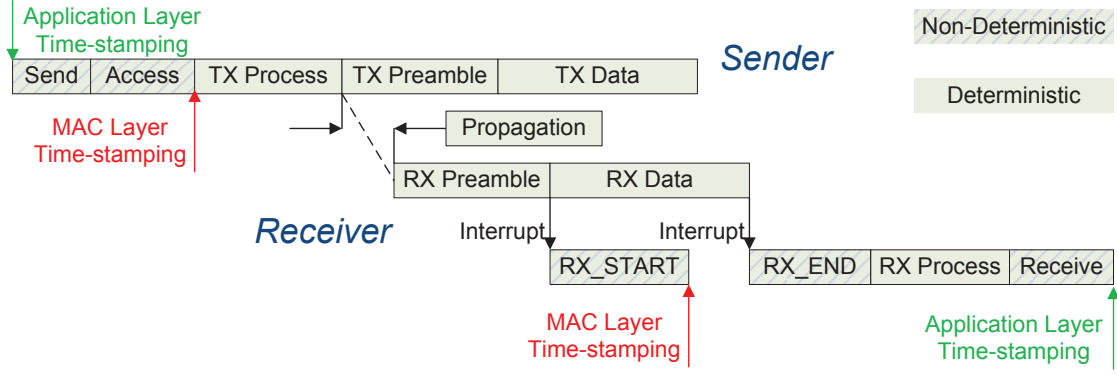 Application Layer
Time-stamping
Non-Deterministic
Sender
Send Access TX Process TX Preamble TX Data
Deterministic
MAC Layer
Time-stamping
Propagation
RX Preamble RX Data
Receiver
Interrupt Interrupt
RX_START RX_END RX Process Receive
MAC Layer
Time-stamping
Application Layer
Time-stamping